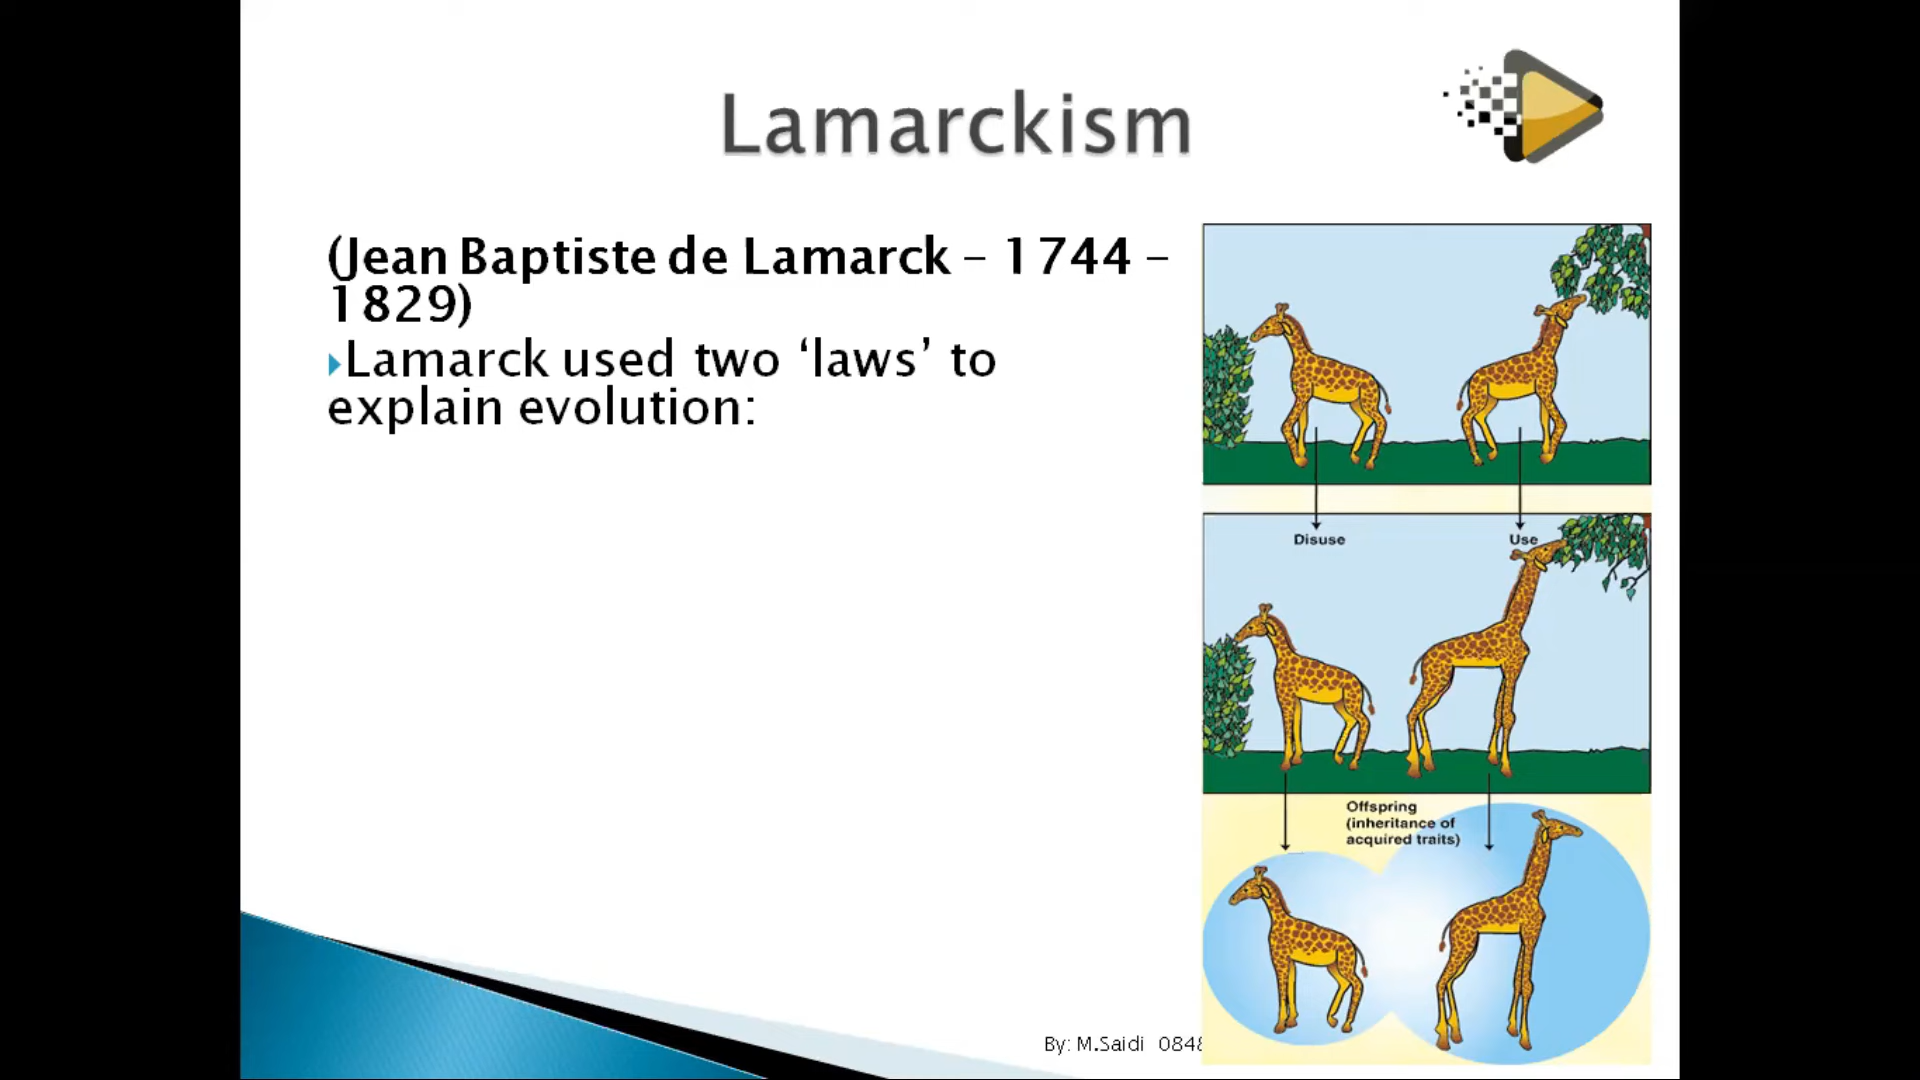 Lamarckism
(Jean Baptiste de Lamarck – 1744 –
1829)
Lamarck used two ‘laws’ to
explain evolution:
Disuse
Use
Offspring
(inheritance of
acquired traits)
By: M.Saidi 0848